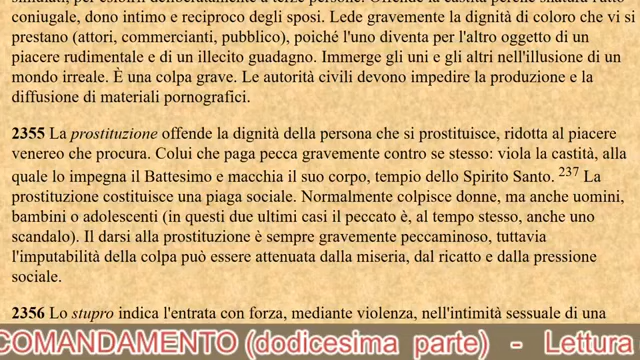 simulati, per esibirli deliberatamente a terze persone. Offende la castità perché snatura l'atto
coniugale, dono intimo e reciproco degli sposi. Lede gravemente la dignità di coloro che vi si
prestano (attori, commercianti, pubblico), poiché l'uno diventa per l'altro oggetto di un
piacere rudimentale e di un illecito guadagno. Immerge gli uni e gli altri nell'illusione di un
mondo irreale. È una colpa grave. Le autorità civili devono impedire la produzione e la
diffusione di materiali pornografici.
2355 La prostituzione offende la dignità della persona che si prostituisce, ridotta al piacere
venereo che procura. Colui che paga pecca gravemente contro se stesso: viola la castità, alla
quale lo impegna il Battesimo e macchia il suo corpo, tempio dello Spirito Santo. 237 La
prostituzione costituisce una piaga sociale. Normalmente colpisce donne, ma anche uomini,
bambini o adolescenti (in questi due ultimi casi il peccato è, al tempo stesso, anche uno
scandalo). Il darsi alla prostituzione è sempre gravemente peccaminoso, tuttavia
l'imputabilità della colpa può essere attenuata dalla miseria, dal ricatto e dalla pressione
sociale.
2356 Lo stupro indica l'entrata con forza, mediante violenza, nell'intimità sessuale di una
COMANDAMENTO (dodicesima parte) - Lettura